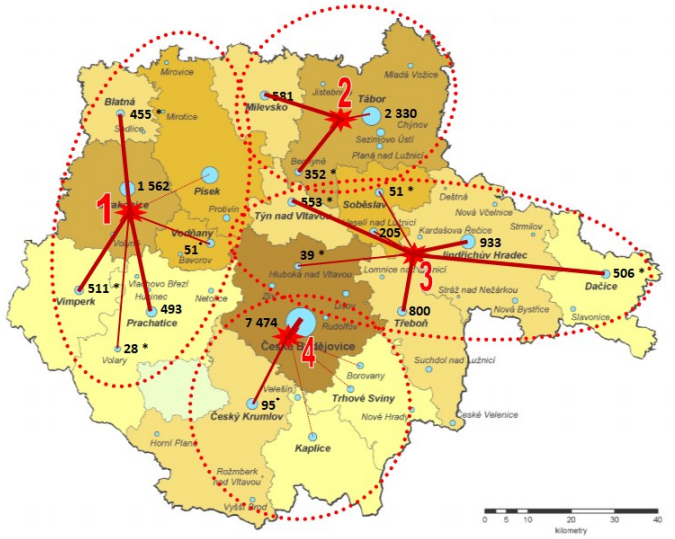 Mirovice
Mladá Vožice
Blatná
455 *
Sedlice
Mirotice
581
Milevsko
2
Tábor
2 330
Chýnov
Sezimovo Ústí
Planá nad Lužnicí
Bechyně
352 *
1 562
Písek
1
Protivín
553 *
Týn nad Vltavou
51 *
Soběslav
Deštná
Nová Včelnice
Strmilov
Veselí nad Lužnicí
Kardašova Řečice
205
933
Jindřichův Hradec
Vodňany
51
Bavorov
39 *
Hluboká nad Vltavou
3
506 *
Dačice
Vlachovo Březí
Husinec
Netolice
511 *
Vimperk
493
Prachatice
Stráž nad Nežárkou
Nová Bystřice
Slavonice
800
Třeboň
Rudolfov
7 474
České Budějovice
4
28 *
Volary
Suchdol nad Lužnicí
Borovany
Trhové Sviny
Velešín
95 *
Český Krumlov
Nové Hrady
České Velenice
Horní Planá
Kaplice
Rožmberk
nad Vltavou
Vyšší Brod
0 5 10 20 30 40
kilometry